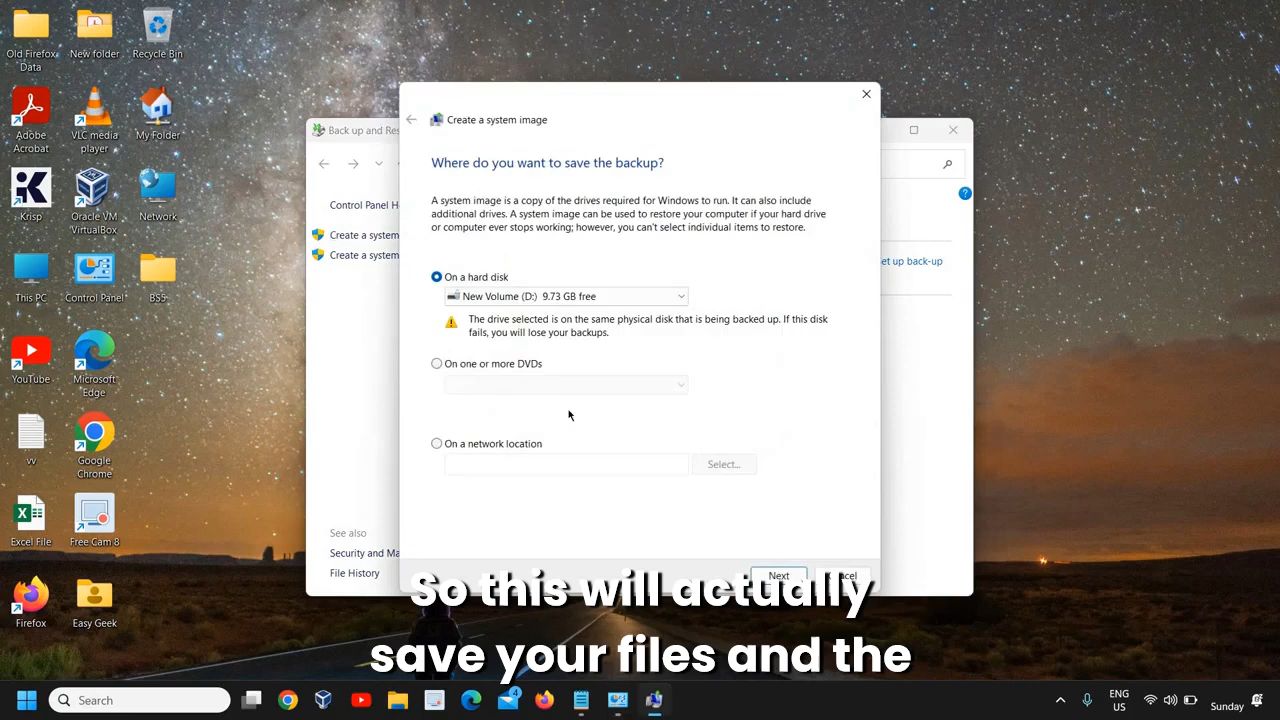 Old Firefox
Data
New folder
Recycle Bin
Adobe
Acrobat
VLC media
player
My Folder
Krisp
Oracle VM
VirtualBox
Network
This PC
Control Panel
BS5
YouTube
Microsoft
Edge
vv
Google
Chrome
Excel File
Free Cam 8
Firefox
Easy Geek
Back up and Res
Control Panel H
Create a system
Create a system
See also
Security and Ma
File History
et up back-up
Create a system image
Where do you want to save the backup?
A system image is a copy of the drives required for Windows to run. It can also include
additional drives. A system image can be used to restore your computer if your hard drive
or computer ever stops working; however, you can't select individual items to restore.
On a hard disk
New Volume (D:) 9.73 GB free
The drive selected is on the same physical disk that is being backed up. If this disk
fails, you will lose your backups.
On one or more DVDs
On a network location
Select...
Next
So this will actually
save your files and the
Search
4
ENG
US
Sunday